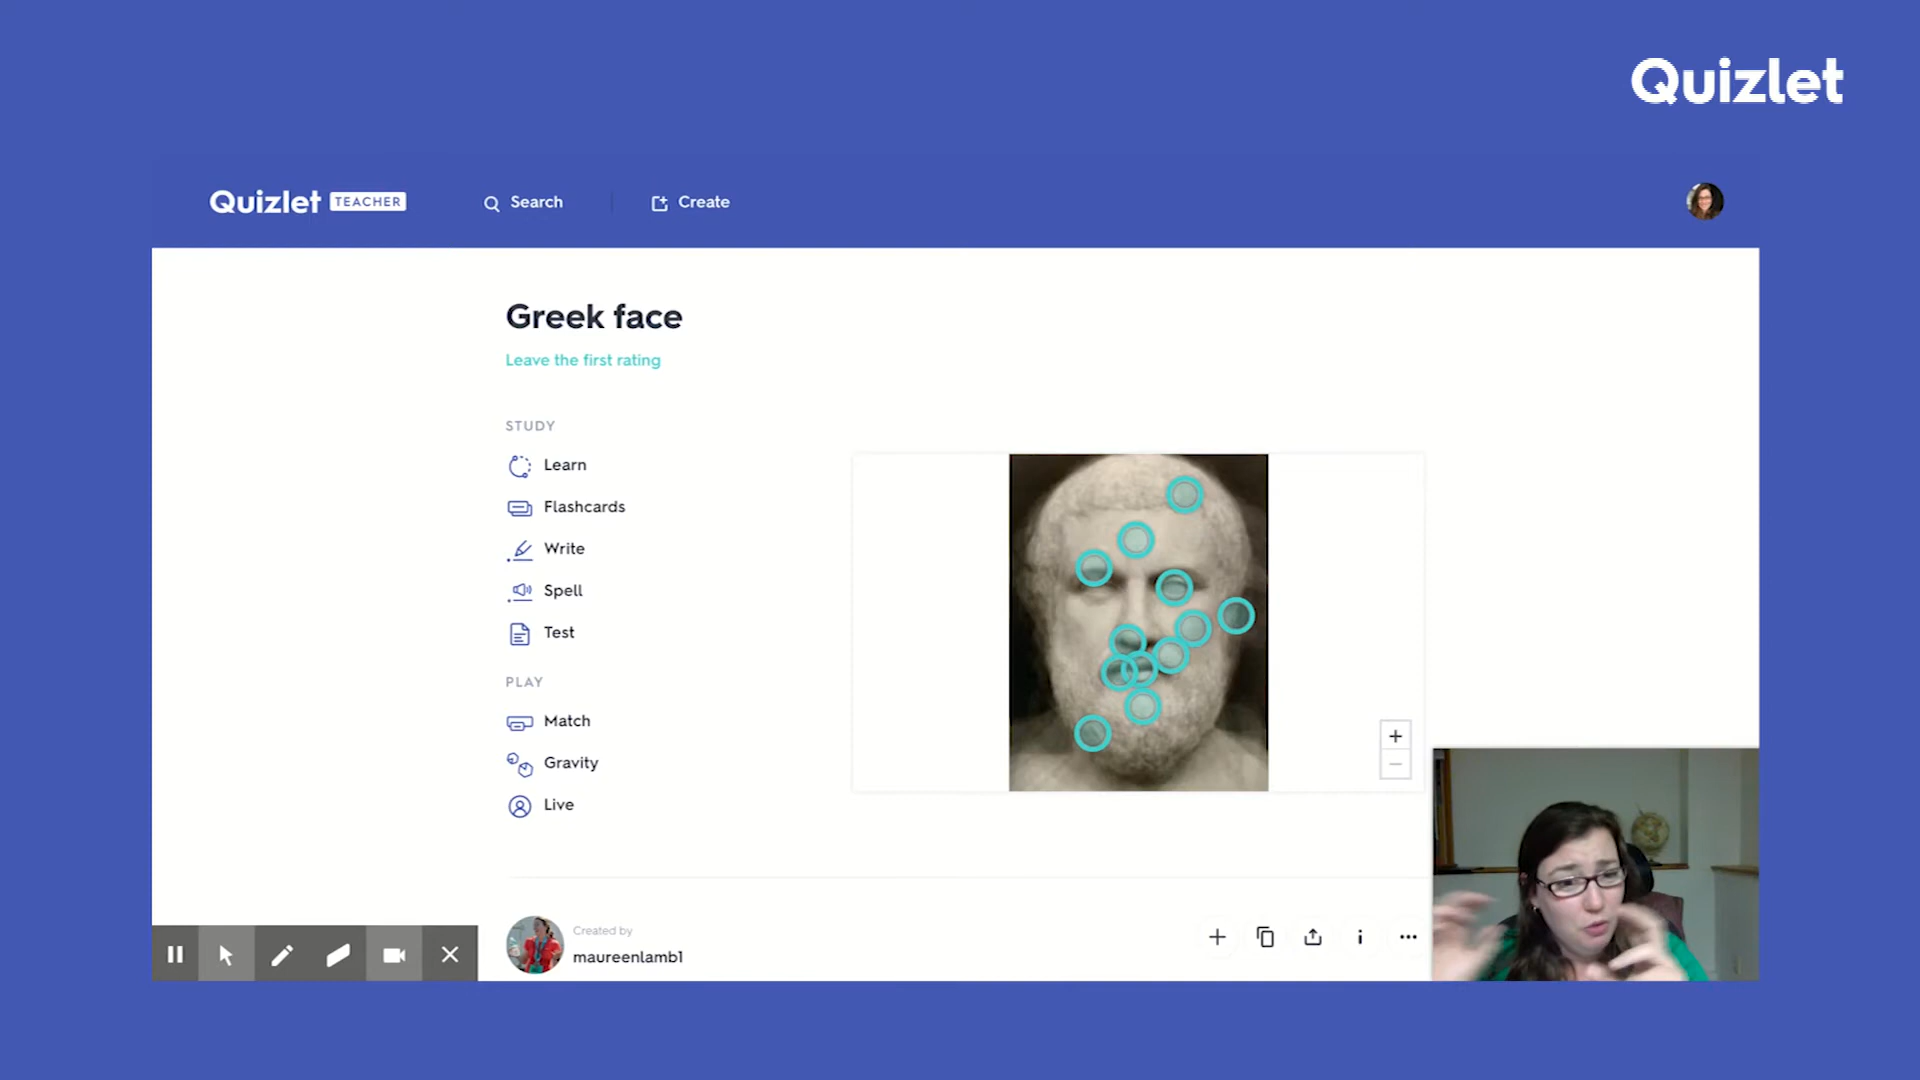 Quizlet
Quizlet TEACHER
Search
Create
Greek face
Leave the first rating
STUDY
Learn
Flashcards
Write
Spell
Test
PLAY
Match
Gravity
Live
Created by
maureenlamb1